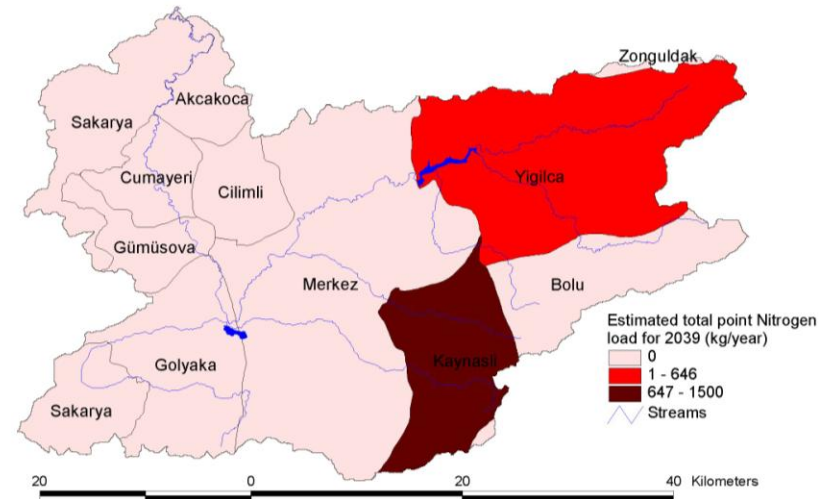 Zonguldak
Akcakoca
Sakarya
Cumayeri
Cilimli
Yigilca
Gümüsova
Merkez
Bolu
Golyaka
Kaynasli
Sakarya
Estimated total point Nitrogen
load for 2039 (kg/year)
0
1 - 646
647 - 1500
Streams
20 0 20 40 Kilometers